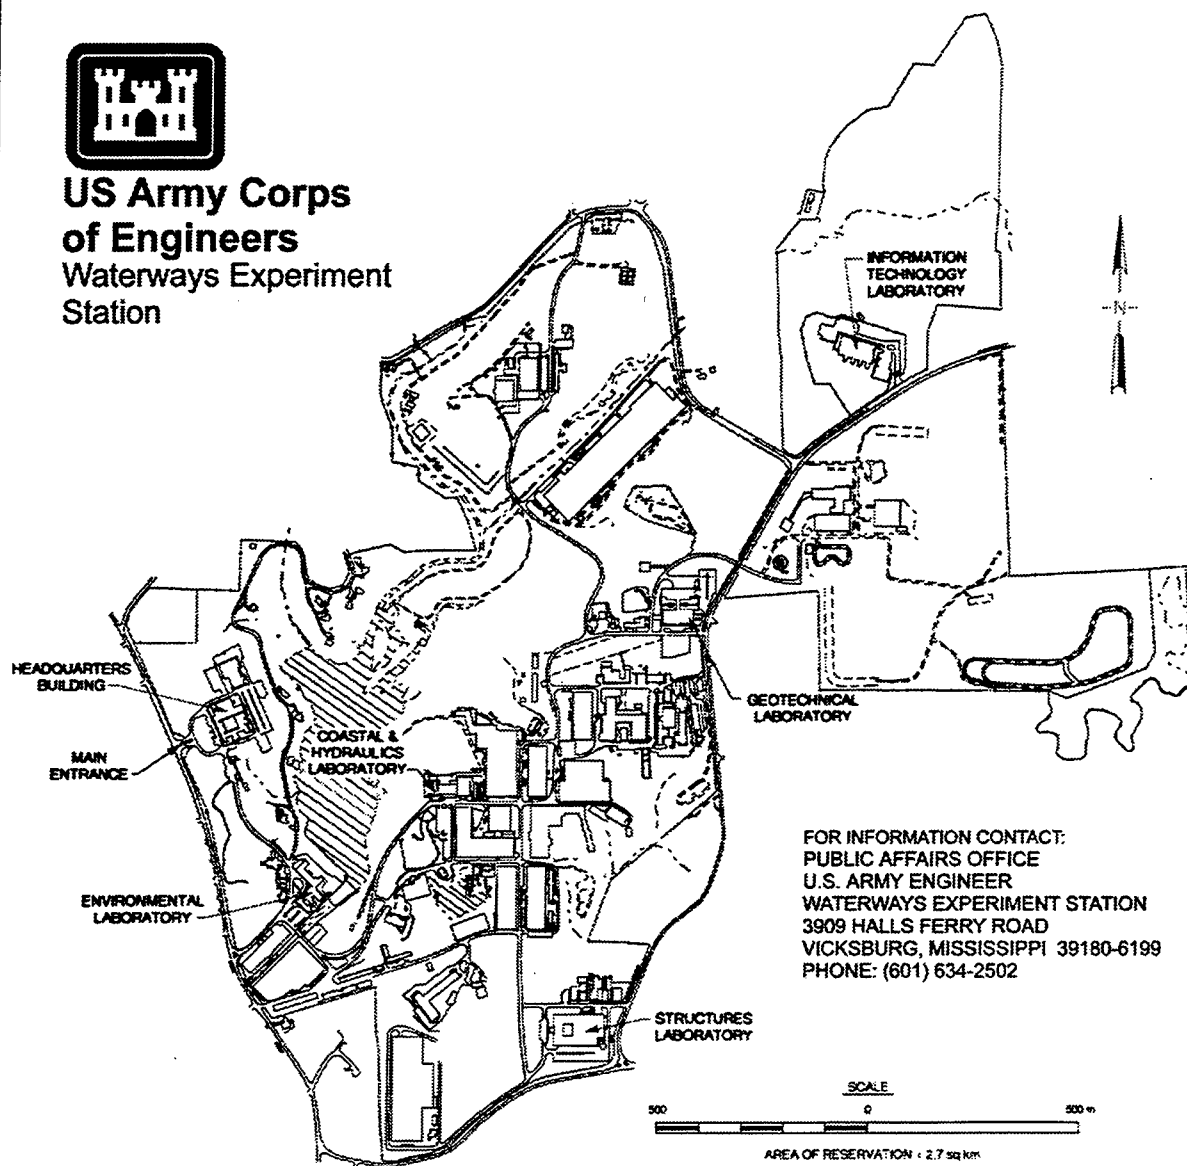 US Army Corps
of Engineers
Waterways Experiment
Station
INFORMATION
TECHNOLOGY
LABORATORY
N
HEADQUARTERS
BUILDING
MAIN
ENTRANCE
COASTAL &
HYDRAULICS
LABORATORY
GEOTECHNICAL
LABORATORY
ENVIRONMENTAL
LABORATORY
FOR INFORMATION CONTACT:
PUBLIC AFFAIRS OFFICE
U.S. ARMY ENGINEER
WATERWAYS EXPERIMENT STATION
3909 HALLS FERRY ROAD
VICKSBURG, MISSISSIPPI 39180-6199
PHONE: (601) 634-2502
STRUCTURES
LABORATORY
SCALE
500 0 500 m
AREA OF RESERVATION : 2.7 sq km